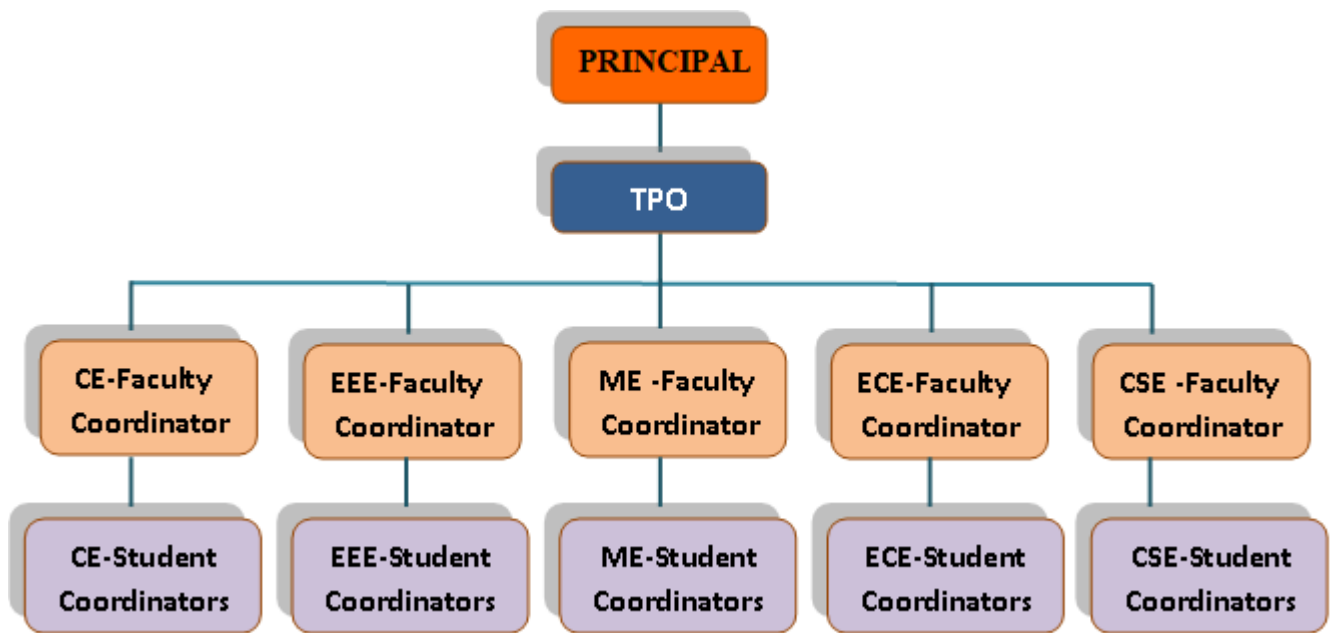 PRINCIPAL
TPO
CE-Faculty
Coordinator
EEE-Faculty
Coordinator
ME -Faculty
Coordinator
ECE-Faculty
Coordinator
CSE -Faculty
Coordinator
CE-Student
Coordinators
EEE-Student
Coordinators
ME-Student
Coordinators
ECE-Student
Coordinators
CSE-Student
Coordinators